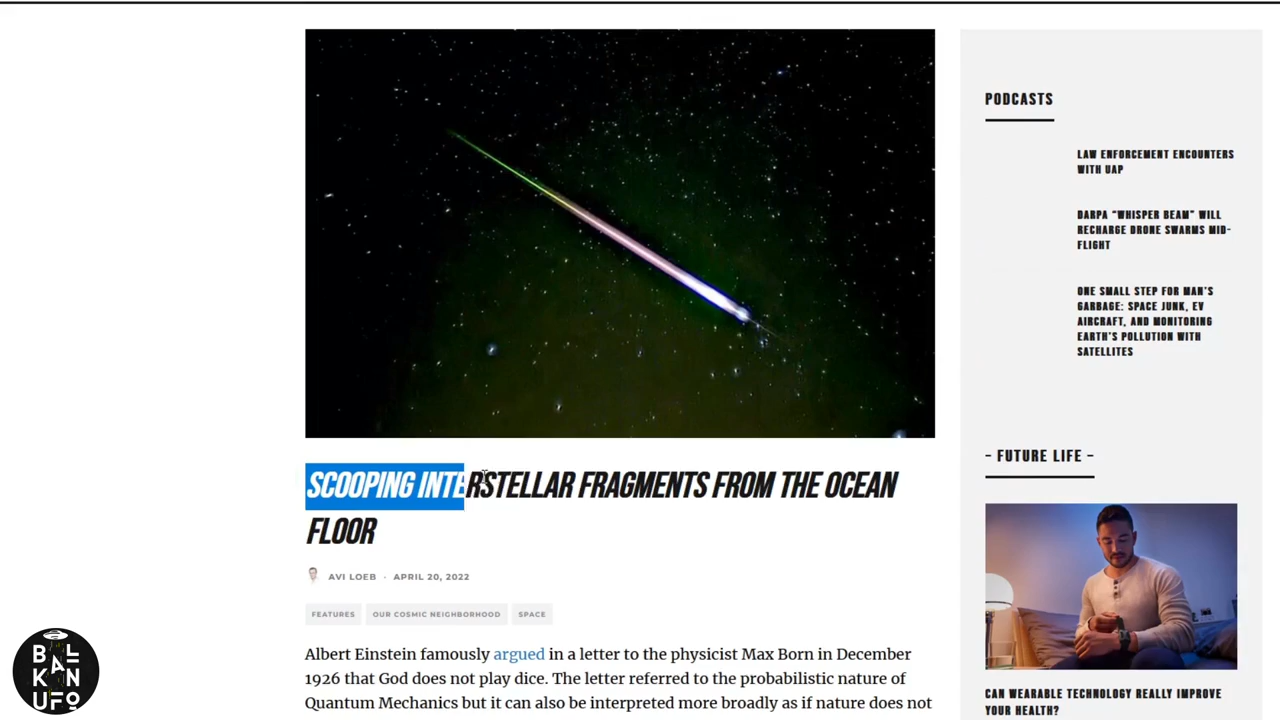 PODCASTS
LAW ENFORCEMENT ENCOUNTERS
WITH UAP
DARPA “WHISPER BEAM” WILL
RECHARGE DRONE SWARMS MID-
FLIGHT
ONE SMALL STEP FOR MAN’S
GARBAGE: SPACE JUNK, EV
AIRCRAFT, AND MONITORING
EARTH’S POLLUTION WITH
SATELLITES
– FUTURE LIFE –
CAN WEARABLE TECHNOLOGY REALLY IMPROVE
YOUR HEALTH?
SCOOPING INTERSTELLAR FRAGMENTS FROM THE OCEAN
FLOOR
AVI LOEB · APRIL 20, 2022
FEATURES OUR COSMIC NEIGHBORHOOD SPACE
Albert Einstein famously argued in a letter to the physicist Max Born in December
1926 that God does not play dice. The letter referred to the probabilistic nature of
Quantum Mechanics but it can also be interpreted more broadly as if nature does not
BALKAN
UFO